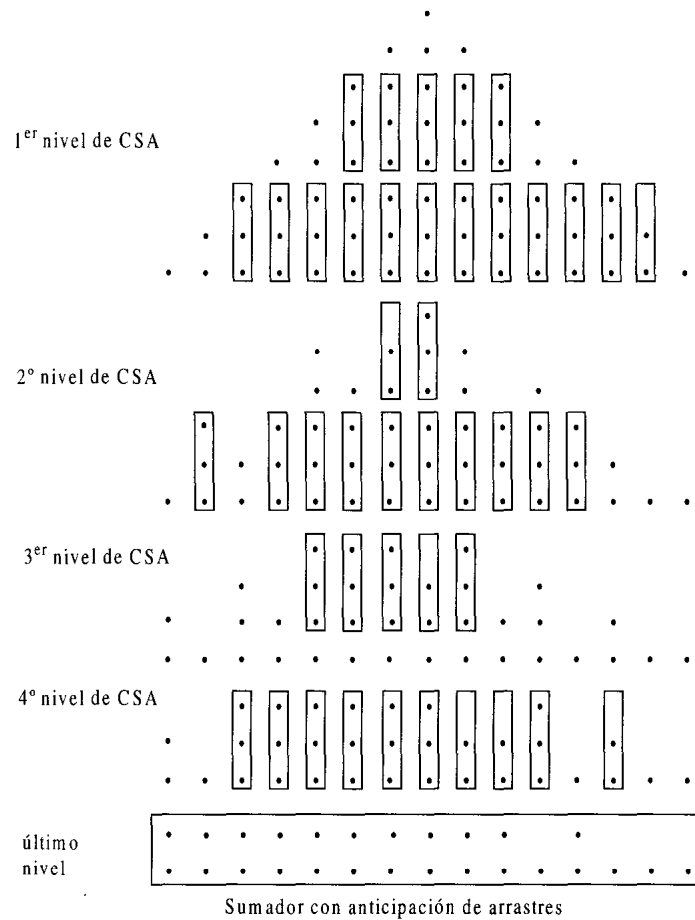 1er nivel de CSA
2º nivel de CSA
3er nivel de CSA
4º nivel de CSA
último
nivel
Sumador con anticipación de arrastres